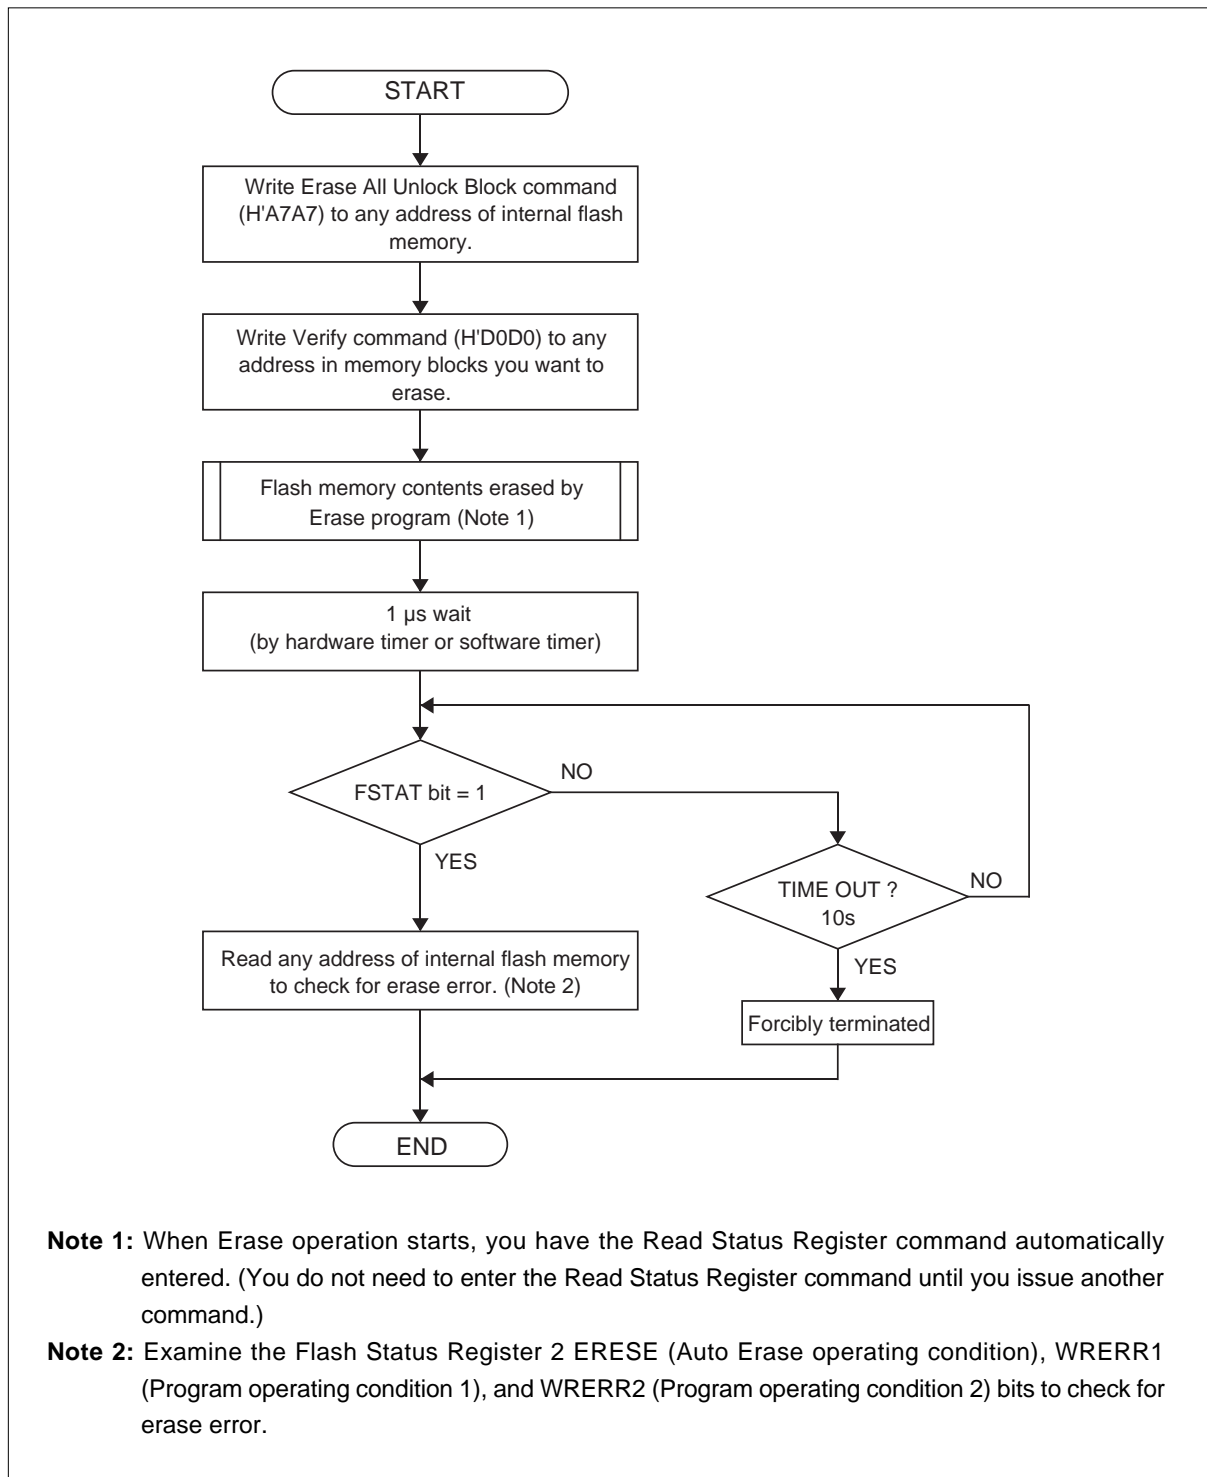 START
Write Erase All Unlock Block command
(H'A7A7) to any address of internal flash
memory.
Write Verify command (H'D0D0) to any
address in memory blocks you want to
erase.
Flash memory contents erased by
Erase program (Note 1)
1 µs wait
(by hardware timer or software timer)
FSTAT bit = 1
NO
YES
TIME OUT ?
10s
NO
YES
Read any address of internal flash memory
to check for erase error. (Note 2)
Forcibly terminated
END
Note 1: When Erase operation starts, you have the Read Status Register command automatically
entered. (You do not need to enter the Read Status Register command until you issue another
command.)
Note 2: Examine the Flash Status Register 2 ERESE (Auto Erase operating condition), WRERR1
(Program operating condition 1), and WRERR2 (Program operating condition 2) bits to check for
erase error.